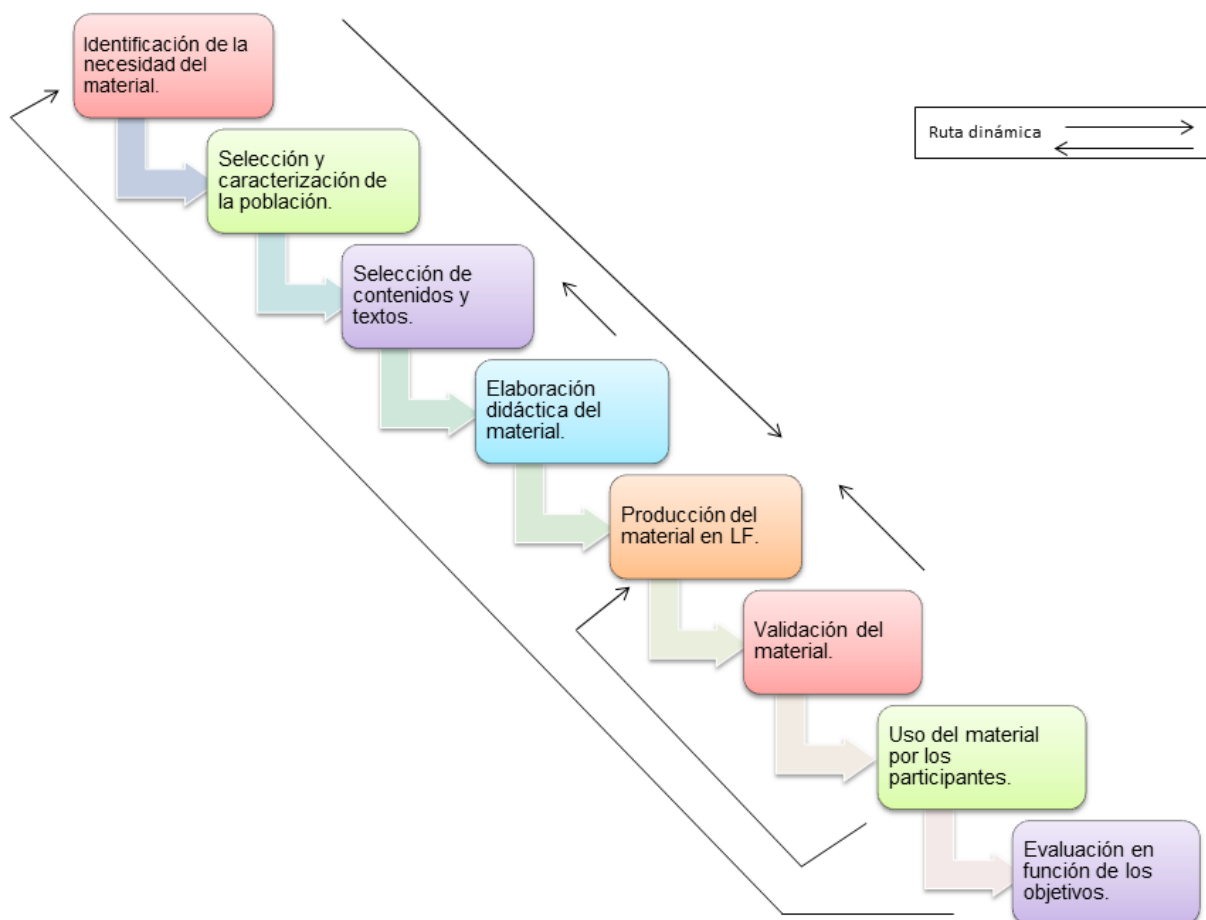 Identificación de la
necesidad del
material.
Ruta dinámica
Selección y
caracterización de
la población.
Selección de
contenidos y
textos.
Elaboración
didáctica del
material.
Producción del
material en LF.
Validación del
material.
Uso del material
por los
participantes.
Evaluación en
función de los
objetivos.